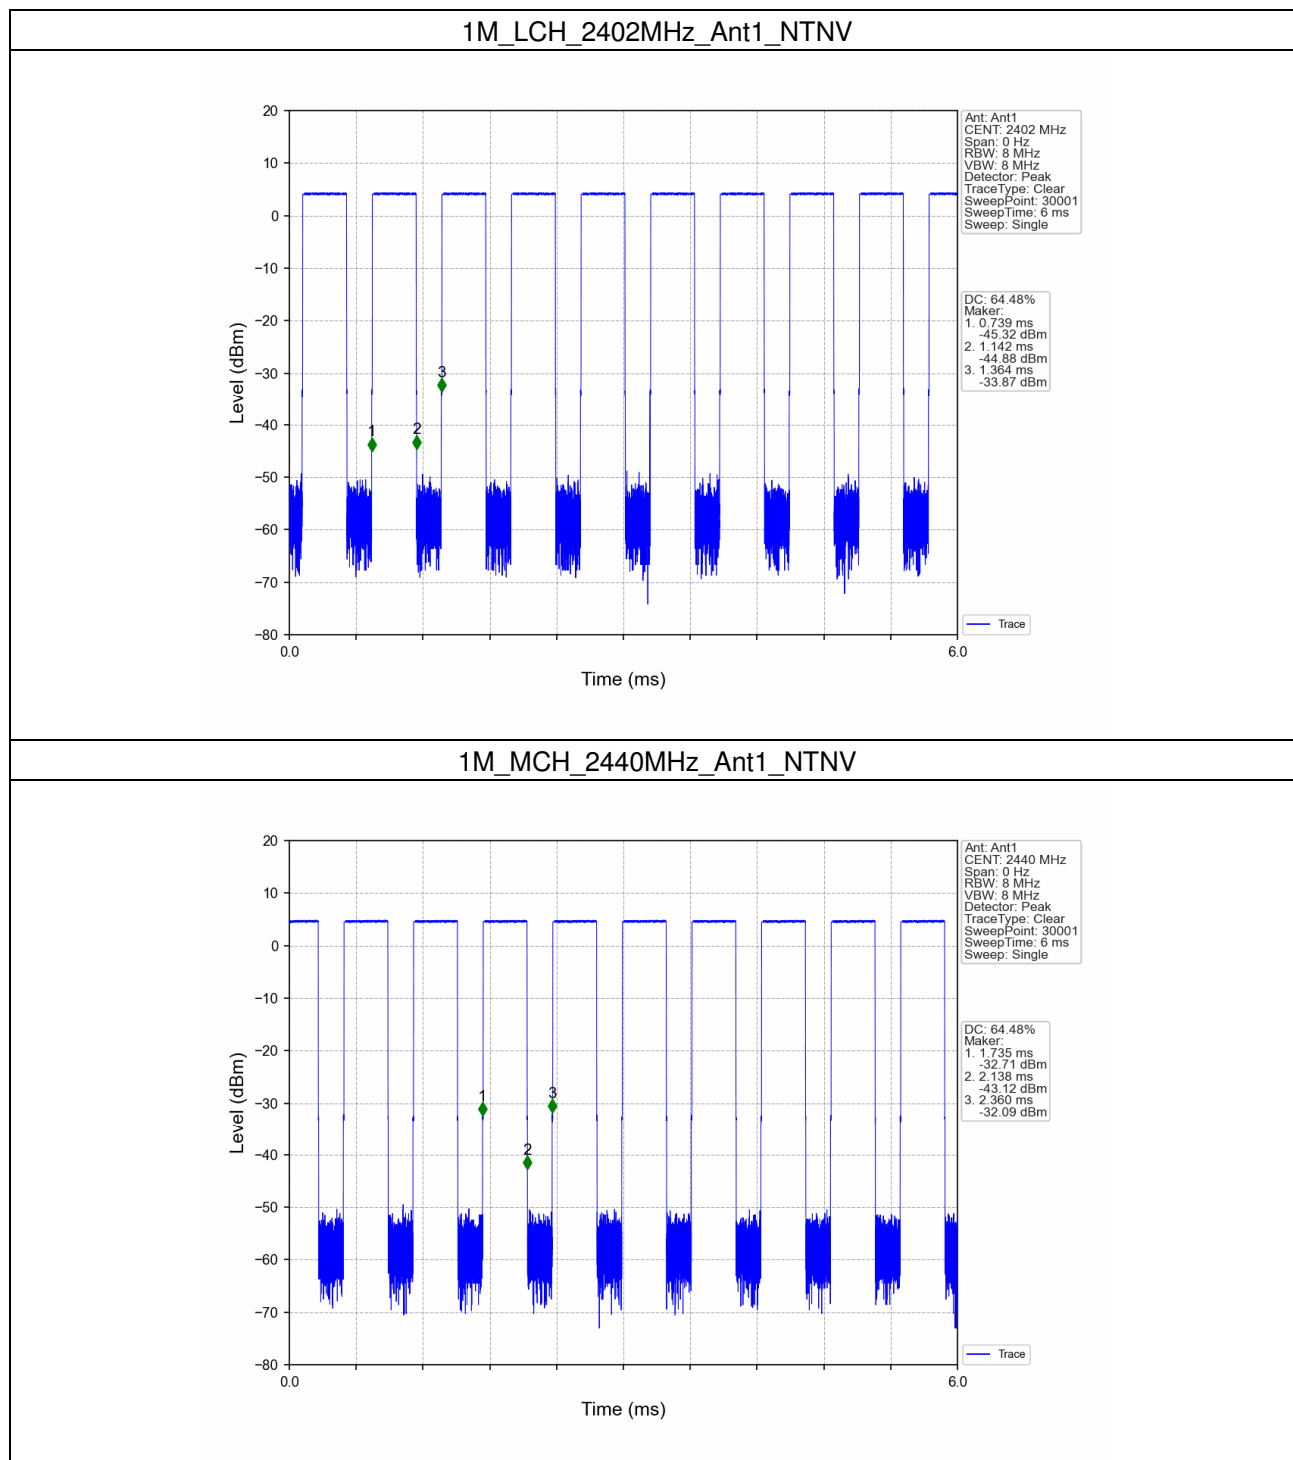 1M_LCH_2402MHz_Ant1_NTNV
20
10
0
−10
−20
−30
−40
−50
−60
−70
−80
Level (dBm)
0.0
6.0
Time (ms)
1
2
3
Ant: Ant1
CENT: 2402 MHz
Span: 0 Hz
RBW: 8 MHz
VBW: 8 MHz
Detector: Peak
TraceType: Clear
SweepPoint: 30001
SweepTime: 6 ms
Sweep: Single
DC: 64.48%
Maker:
1. 0.739 ms
-45.32 dBm
2. 1.142 ms
-44.88 dBm
3. 1.364 ms
-33.87 dBm
Trace
1M_MCH_2440MHz_Ant1_NTNV
20
10
0
−10
−20
−30
−40
−50
−60
−70
−80
Level (dBm)
0.0
6.0
Time (ms)
1
2
3
Ant: Ant1
CENT: 2440 MHz
Span: 0 Hz
RBW: 8 MHz
VBW: 8 MHz
Detector: Peak
TraceType: Clear
SweepPoint: 30001
SweepTime: 6 ms
Sweep: Single
DC: 64.48%
Maker:
1. 1.735 ms
-32.71 dBm
2. 2.138 ms
-43.12 dBm
3. 2.360 ms
-32.09 dBm
Trace